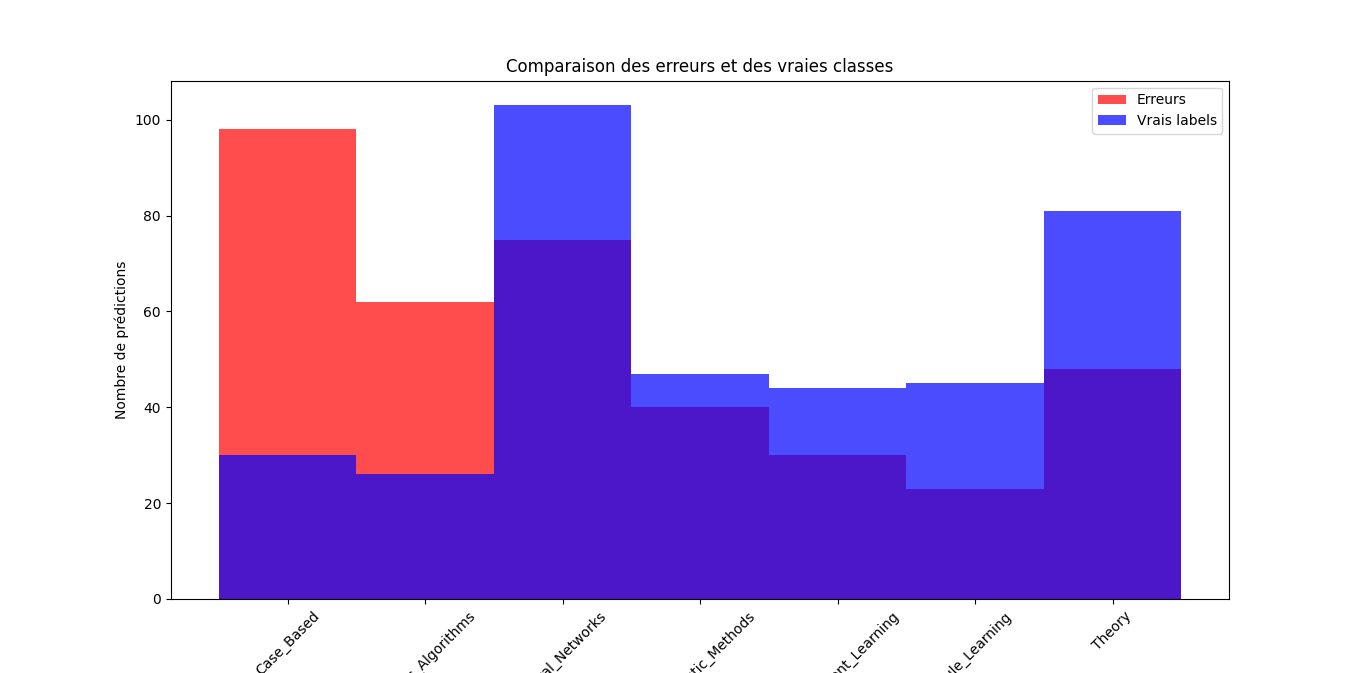 Comparaison des erreurs et des vraies classes
Erreurs
Vrais labels
Nombre de prédictions
100
80
60
40
20
0
Case_Based
_Algorithms
al_Networks
tic_Methods
nt_Learning
le_Learning
Theory